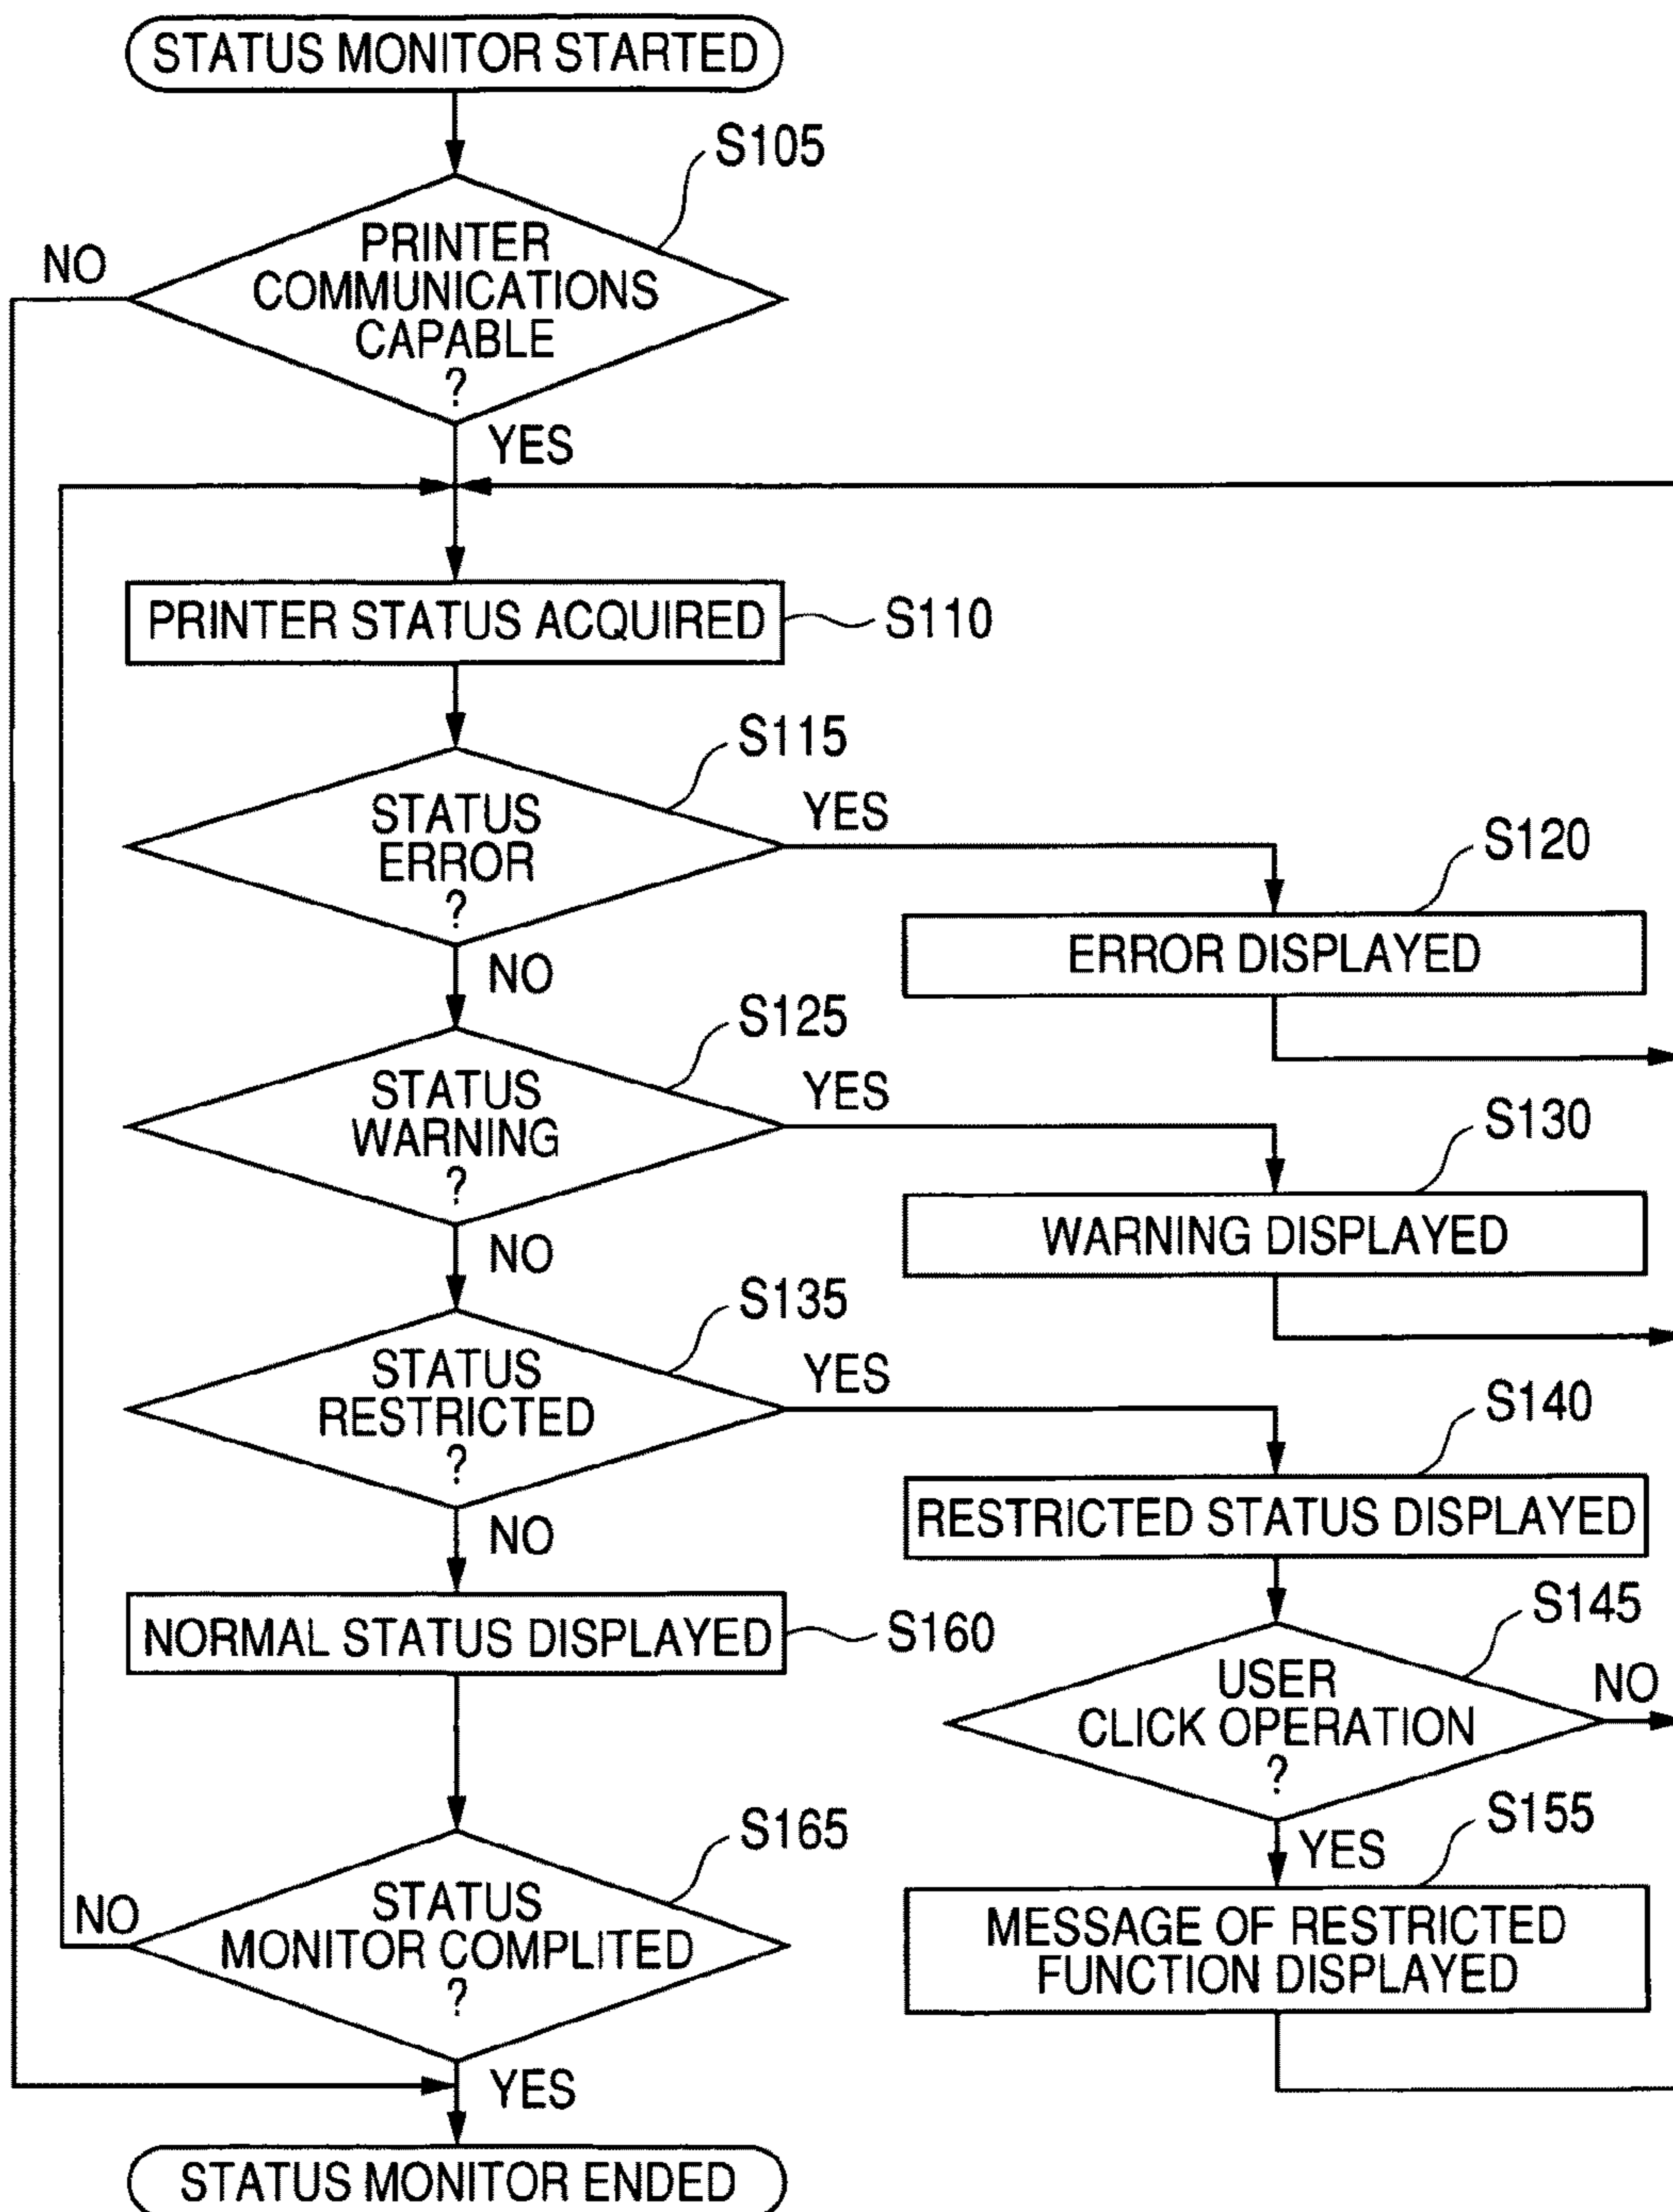 STATUS MONITOR STARTED
S105
PRINTER
COMMUNICATIONS
CAPABLE
?
NO
YES
PRINTER STATUS ACQUIRED
S110
S115
STATUS
ERROR
?
YES
NO
S120
ERROR DISPLAYED
S125
STATUS
WARNING
?
YES
NO
S130
WARNING DISPLAYED
S135
STATUS
RESTRICTED
?
YES
NO
S140
RESTRICTED STATUS DISPLAYED
S145
USER
CLICK OPERATION
?
NO
YES
S155
MESSAGE OF RESTRICTED
FUNCTION DISPLAYED
NORMAL STATUS DISPLAYED
S160
S165
STATUS
MONITOR COMPLITED
?
NO
YES
STATUS MONITOR ENDED